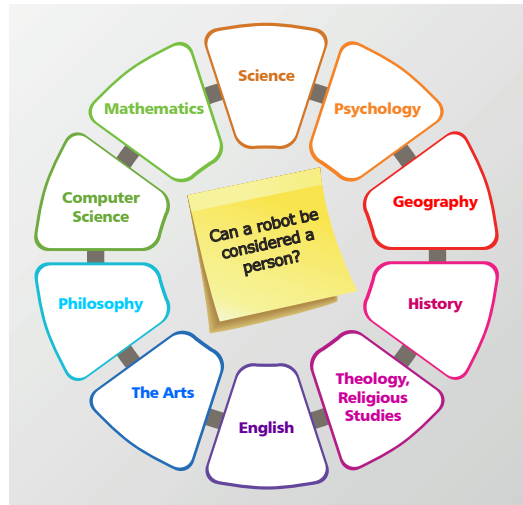 Science
Psychology
Geography
History
Theology,
Religious
Studies
English
The Arts
Philosophy
Computer
Science
Mathematics
Can a robot be
considered a
person?